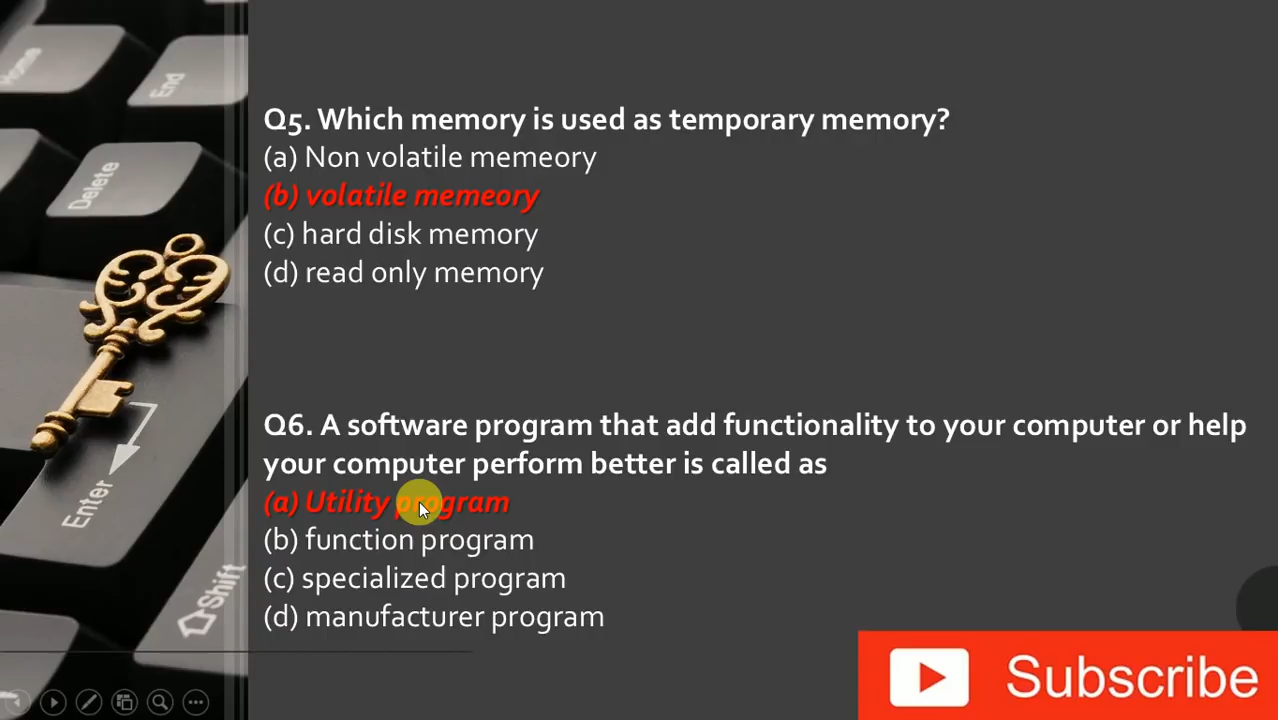 Home
End
Delete
Enter
Shift
Q5. Which memory is used as temporary memory?
(a) Non volatile memeory
(b) volatile memeory
(c) hard disk memory
(d) read only memory
Q6. A software program that add functionality to your computer or help
your computer perform better is called as
(a) Utility program
(b) function program
(c) specialized program
(d) manufacturer program
Subscribe